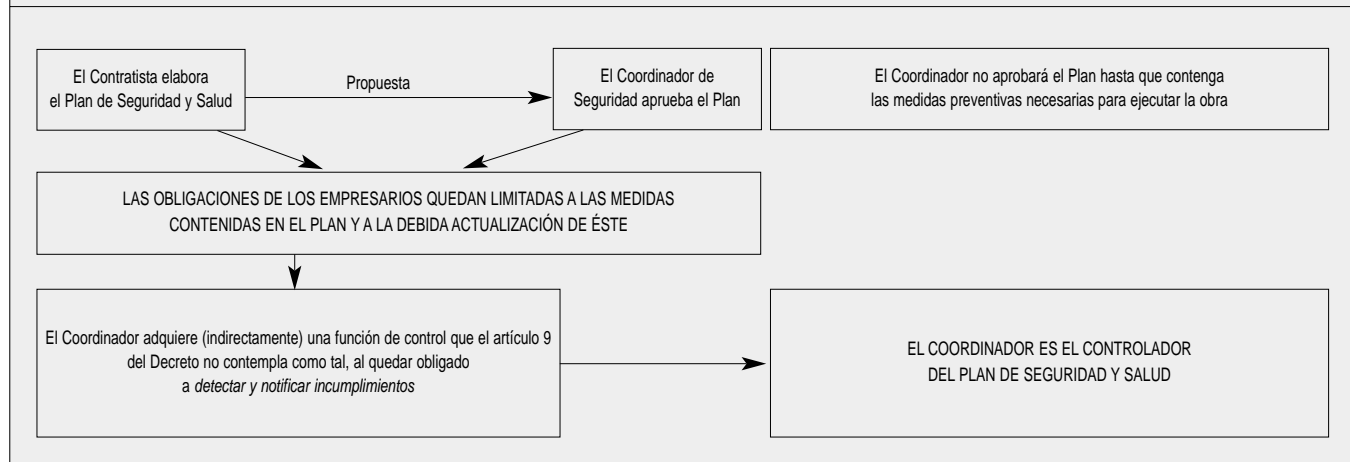 El Contratista elabora
el Plan de Seguridad y Salud
Propuesta
El Coordinador de
Seguridad aprueba el Plan
El Coordinador no aprobará el Plan hasta que contenga
las medidas preventivas necesarias para ejecutar la obra
LAS OBLIGACIONES DE LOS EMPRESARIOS QUEDAN LIMITADAS A LAS MEDIDAS
CONTENIDAS EN EL PLAN Y A LA DEBIDA ACTUALIZACIÓN DE ÉSTE
El Coordinador adquiere (indirectamente) una función de control que el artículo 9
del Decreto no contempla como tal, al quedar obligado
a detectar y notificar incumplimientos
EL COORDINADOR ES EL CONTROLADOR
DEL PLAN DE SEGURIDAD Y SALUD